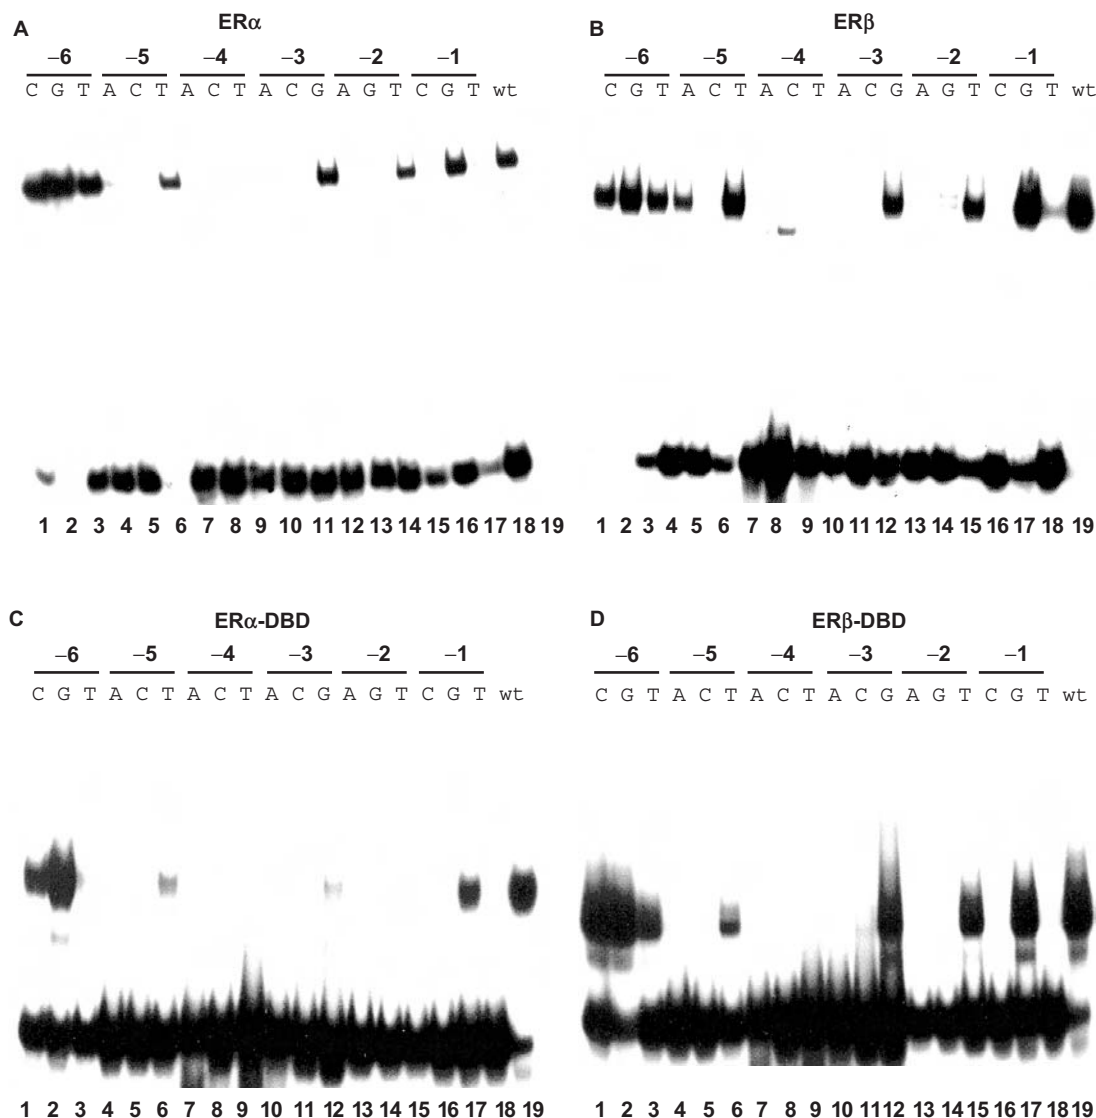 A
ERα
–6 –5 –4 –3 –2 –1
C G T A C T A C T A C G A G T C G T wt
1 2 3 4 5 6 7 8 9 10 11 12 13 14 15 16 17 18 19
B
ERβ
–6 –5 –4 –3 –2 –1
C G T A C T A C T A C G A G T C G T wt
1 2 3 4 5 6 7 8 9 10 11 12 13 14 15 16 17 18 19
C
ERα-DBD
–6 –5 –4 –3 –2 –1
C G T A C T A C T A C G A G T C G T wt
1 2 3 4 5 6 7 8 9 10 11 12 13 14 15 16 17 18 19
D
ERβ-DBD
–6 –5 –4 –3 –2 –1
C G T A C T A C T A C G A G T C G T wt
1 2 3 4 5 6 7 8 9 10 11 12 13 14 15 16 17 18 19